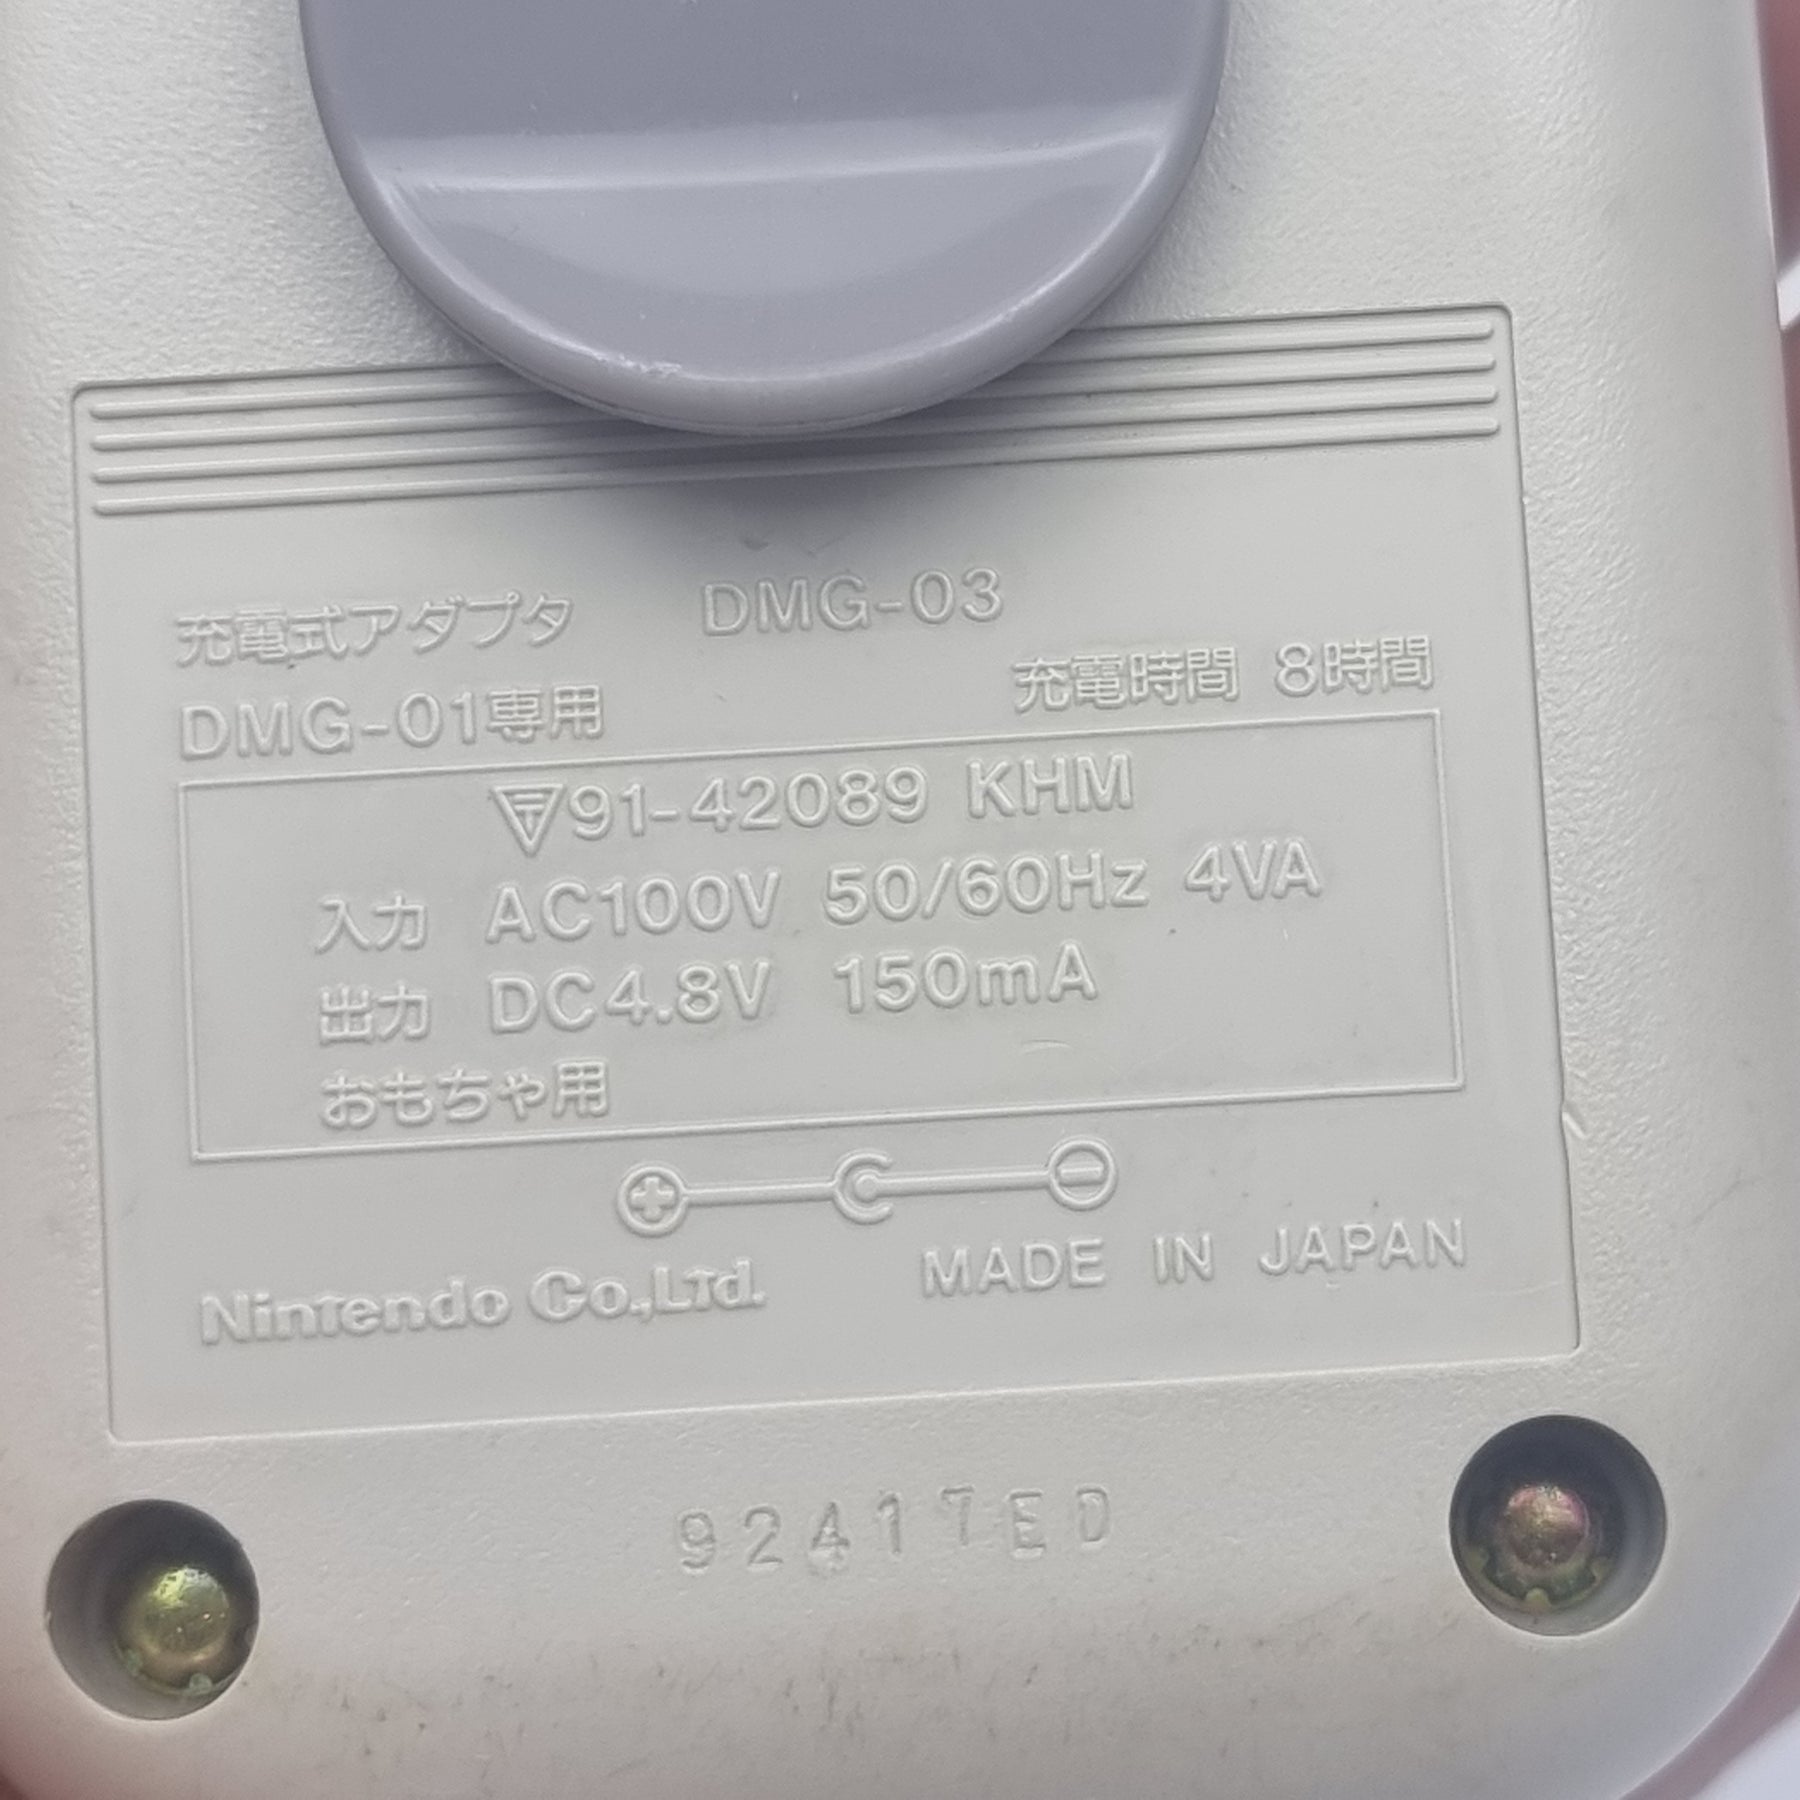 充電式アダプタ DMG-03
DMG-01専用 充電時間 8時間
91-42089 KHM
入力 AC100V 50/60Hz 4VA
出力 DC4.8V 150mA
おもちゃ用
Nintendo Co.,Ltd. MADE IN JAPAN
92417ED